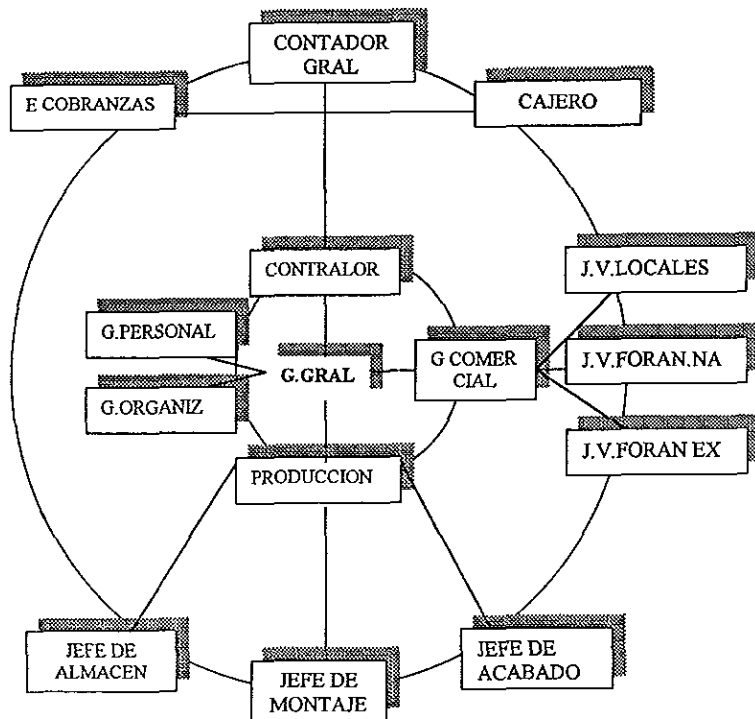 CONTADOR
GRAL
E COBRANZAS
CAJERO
CONTRALOR
J.V.LOCALES
G.PERSONAL
G.GRAL
G COMER
CIAL
J.V.FORAN.NA
G.ORGANIZ
J.V.FORAN EX
PRODUCCION
JEFE DE
ALMACEN
JEFE DE
MONTAJE
JEFE DE
ACABADO